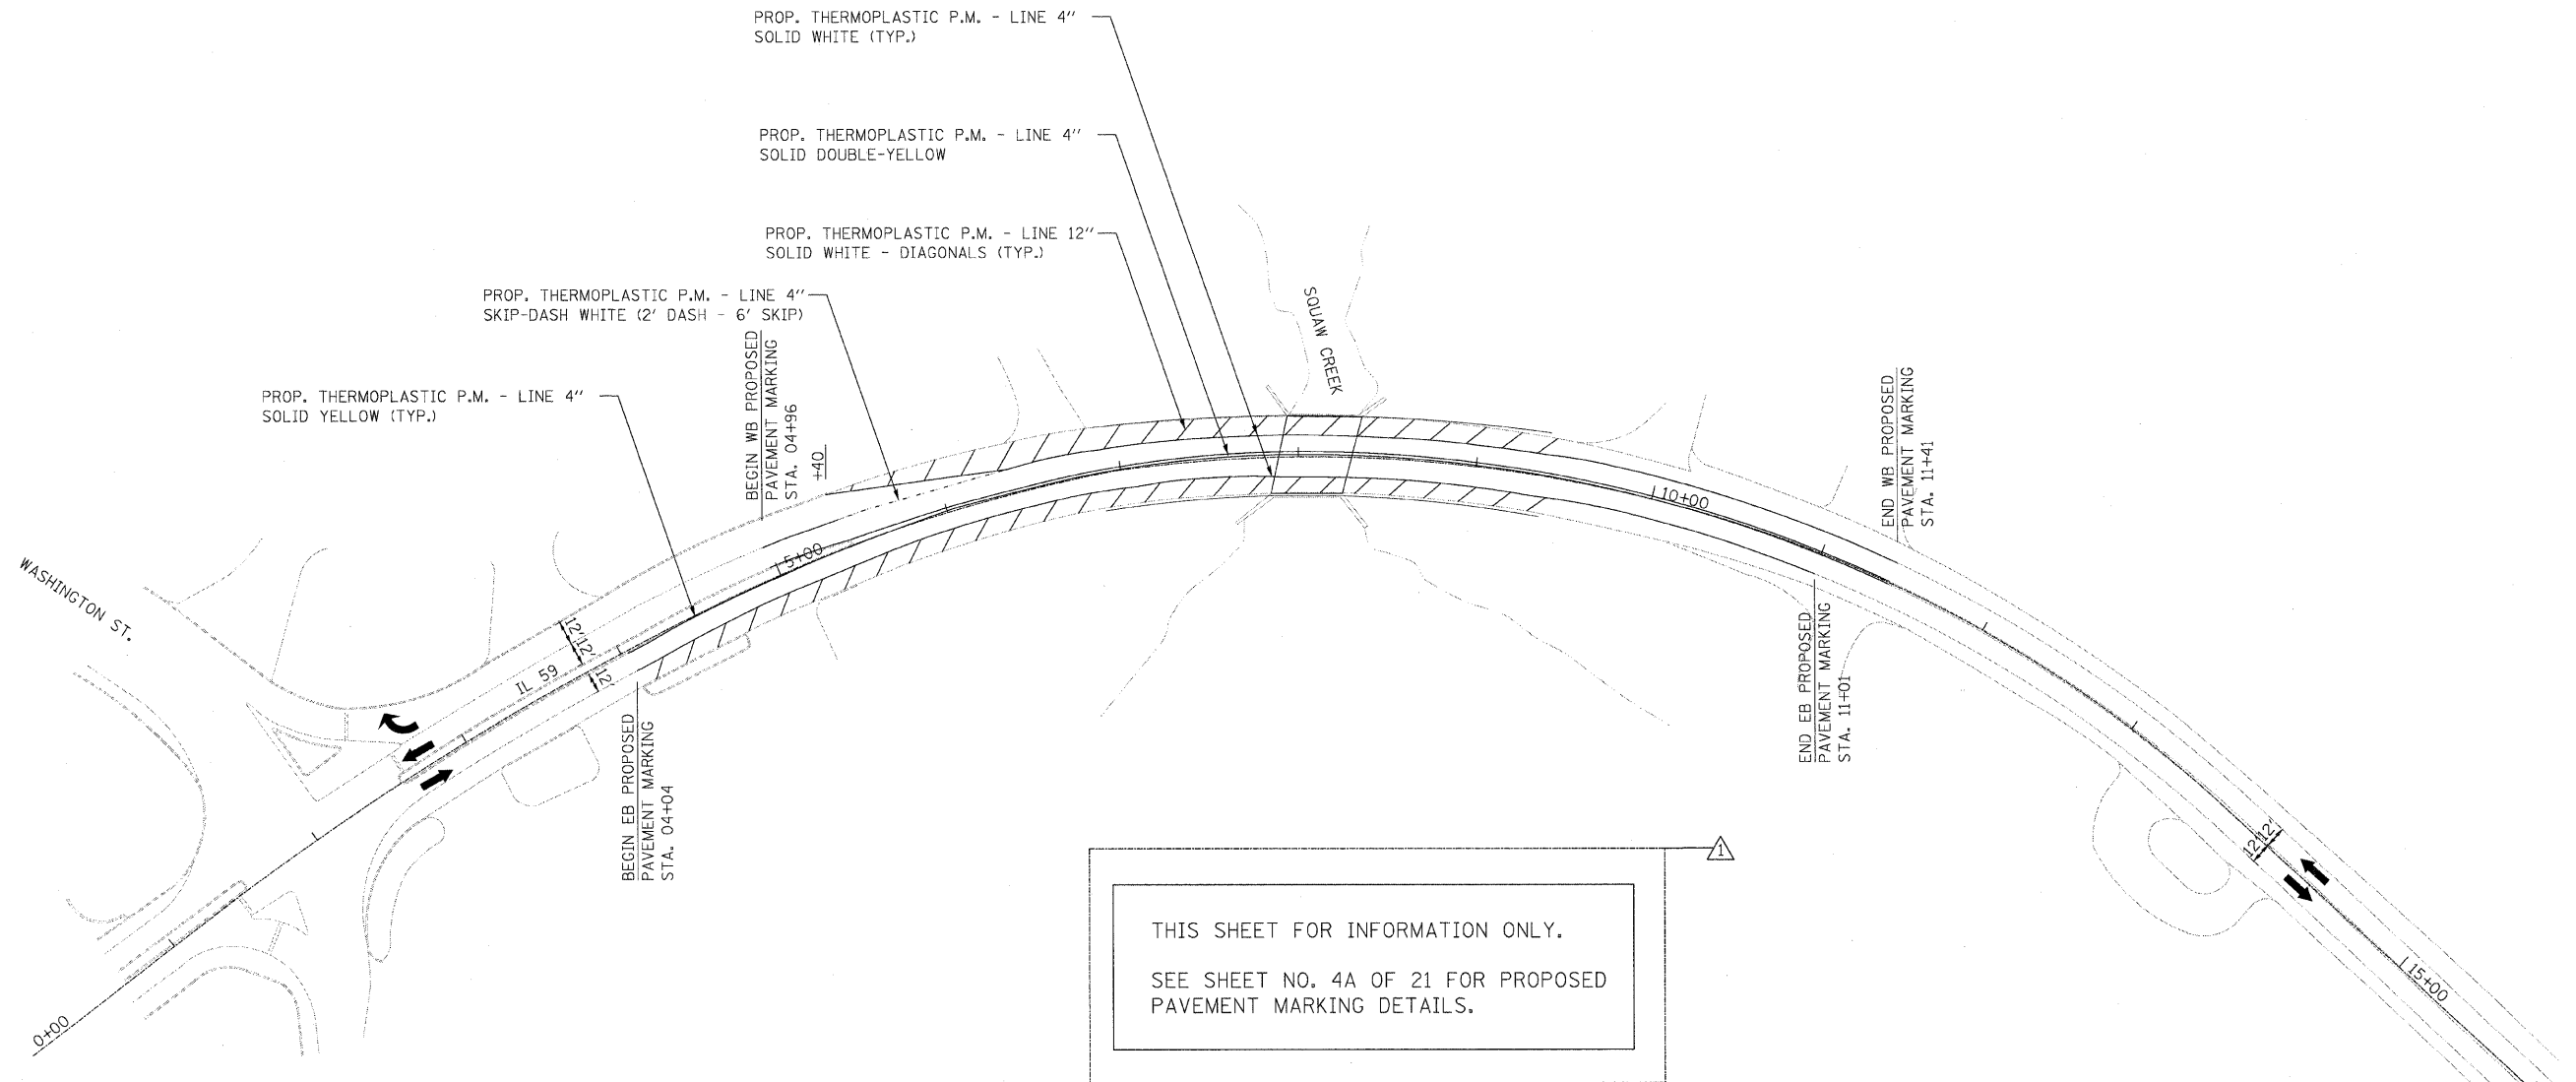 PROP. THERMOPLASTIC P.M. - LINE 4"
SOLID WHITE (TYP.)
PROP. THERMOPLASTIC P.M. - LINE 4"
SOLID DOUBLE-YELLOW
PROP. THERMOPLASTIC P.M. - LINE 12"
SOLID WHITE - DIAGONALS (TYP.)
PROP. THERMOPLASTIC P.M. - LINE 4"
SKIP-DASH WHITE (2' DASH - 6' SKIP)
PROP. THERMOPLASTIC P.M. - LINE 4"
SOLID YELLOW (TYP.)
BEGIN WB PROPOSED
PAVEMENT MARKING
STA. 04+96
+40
SQUAW CREEK
END WB PROPOSED
PAVEMENT MARKING
STA. 11+41
10+00
5+00
WASHINGTON ST.
12'
12'
12'
IL 59
BEGIN EB PROPOSED
PAVEMENT MARKING
STA. 04+04
END EB PROPOSED
PAVEMENT MARKING
STA. 11+01
12'
12'
15+00
0+00
1
THIS SHEET FOR INFORMATION ONLY.
SEE SHEET NO. 4A OF 21 FOR PROPOSED
PAVEMENT MARKING DETAILS.